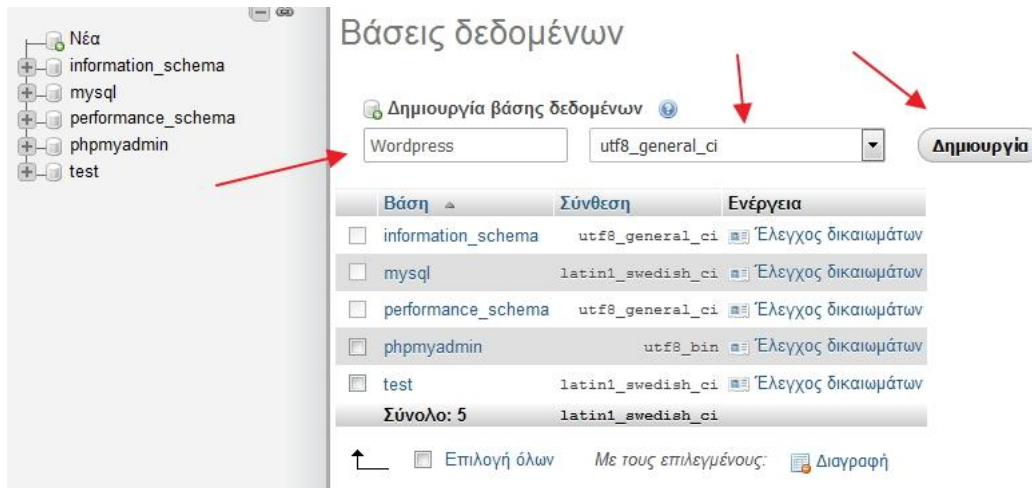 Νέα
information_schema
mysql
performance_schema
phpmyadmin
test
Βάσεις δεδομένων
Δημιουργία βάσης δεδομένων
Wordpress utf8_general_ci Δημιουργία
Βάση Σύνθεση Ενέργεια
information_schema utf8_general_ci Έλεγχος δικαιωμάτων
mysql latin1_swedish_ci Έλεγχος δικαιωμάτων
performance_schema utf8_general_ci Έλεγχος δικαιωμάτων
phpmyadmin utf8_bin Έλεγχος δικαιωμάτων
test latin1_swedish_ci Έλεγχος δικαιωμάτων
Σύνολο: 5 latin1_swedish_ci
Επιλογή όλων Με τους επιλεγμένους: Διαγραφή